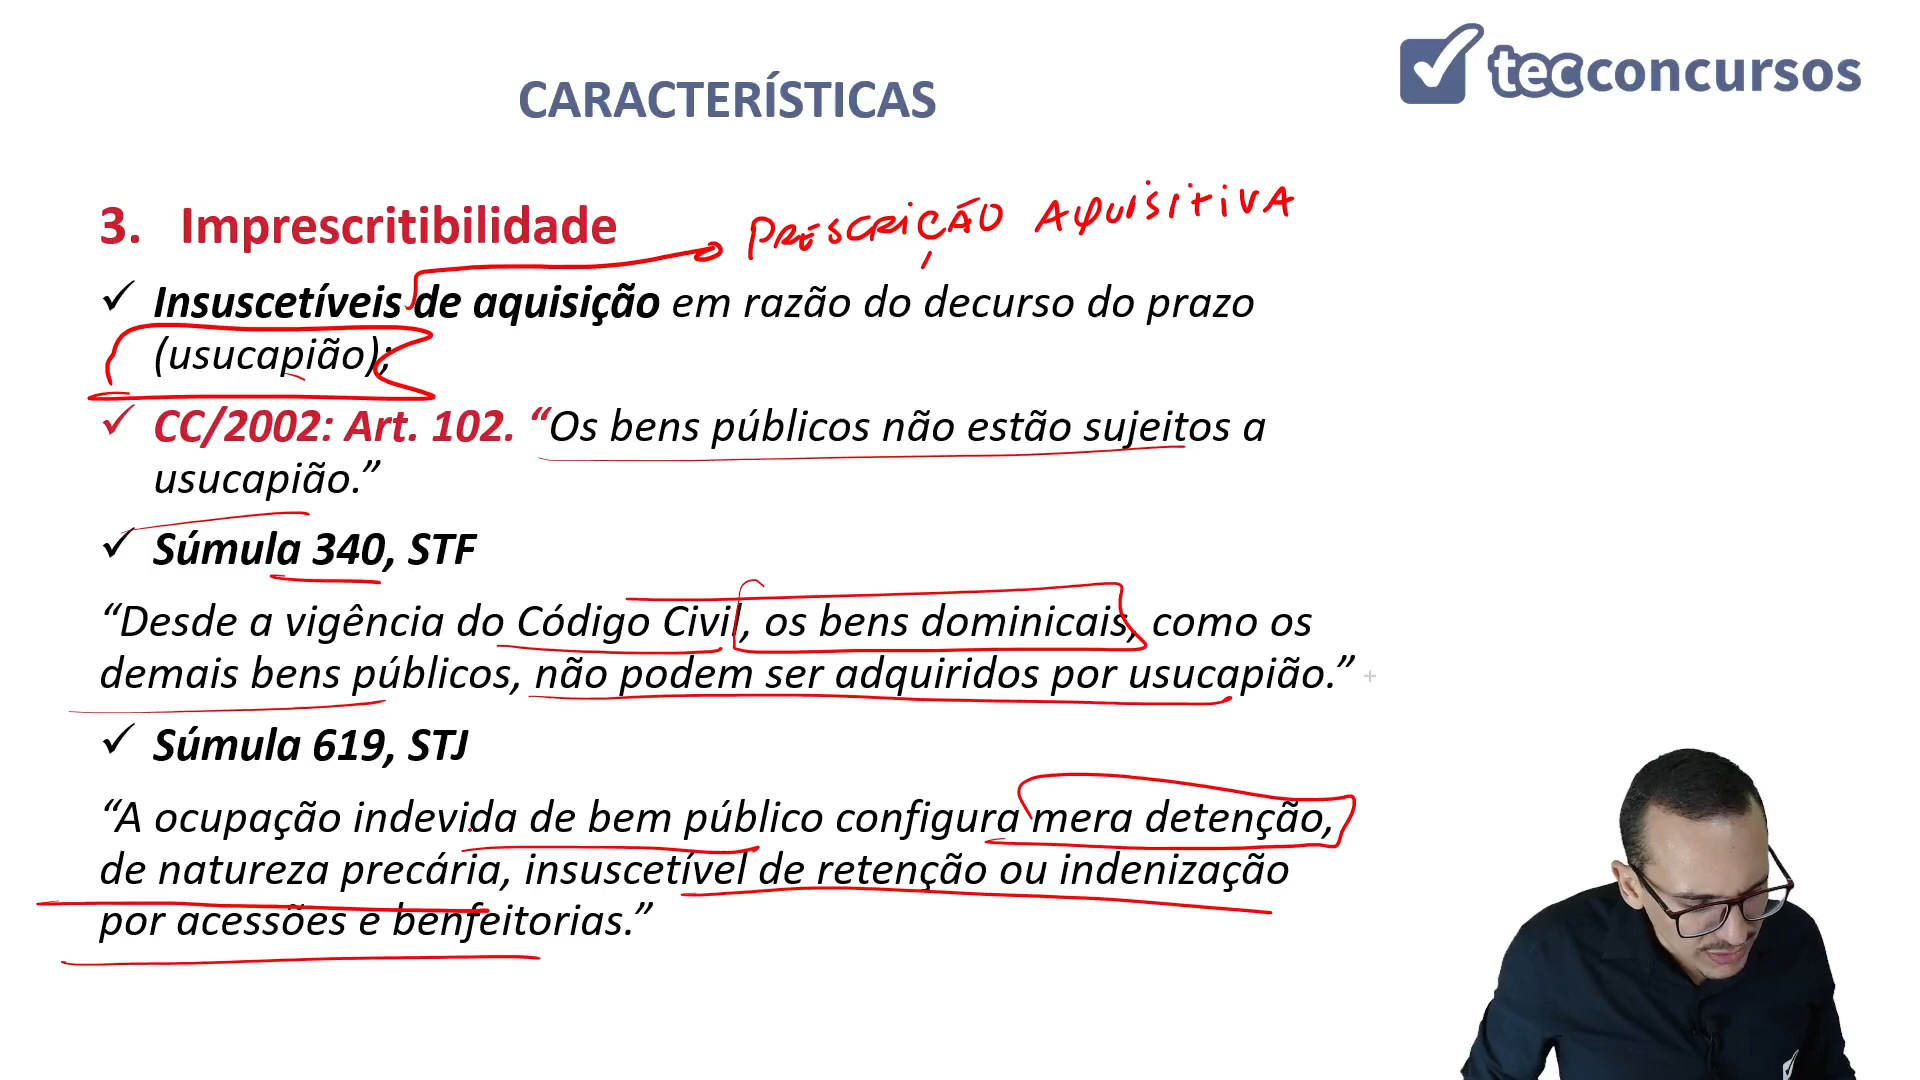 CARACTERÍSTICAS
tecconcursos
3. Imprescritibilidade
PRESCRIÇÃO AQUISITIVA
✓ Insuscetíveis de aquisição em razão do decurso do prazo
(usucapião);
✓ CC/2002: Art. 102. “Os bens públicos não estão sujeitos a
usucapião.”
✓ Súmula 340, STF
“Desde a vigência do Código Civil, os bens dominicais, como os
demais bens públicos, não podem ser adquiridos por usucapião.”
✓ Súmula 619, STJ
“A ocupação indevida de bem público configura mera detenção,
de natureza precária, insuscetível de retenção ou indenização
por acessões e benfeitorias.”